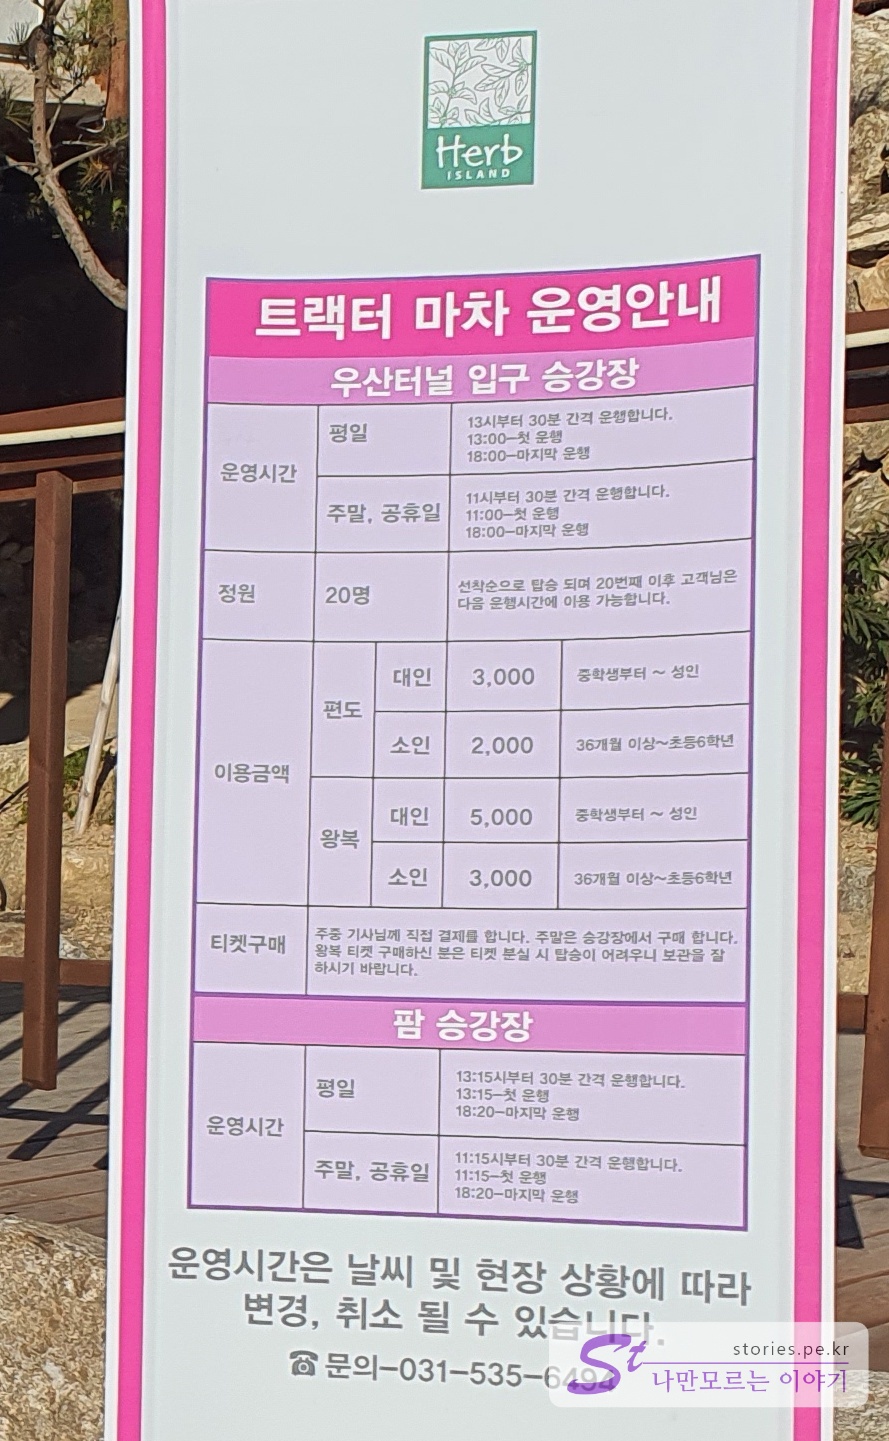 Herb
ISLAND
트랙터 마차 운영안내
우산터널 입구 승강장
운영시간
평일
13시부터 30분 간격 운행합니다.
13:00-첫 운행
18:00-마지막 운행
주말, 공휴일
11시부터 30분 간격 운행합니다.
11:00-첫 운행
18:00-마지막 운행
정원
20명
선착순으로 탑승 되며 20번째 이후 고객님은
다음 운행시간에 이용 가능합니다.
이용금액
편도
대인
3,000
중학생부터 ~ 성인
소인
2,000
36개월 이상~초등6학년
왕복
대인
5,000
중학생부터 ~ 성인
소인
3,000
36개월 이상~초등6학년
티켓구매
주중 기사님께 직접 결제를 합니다. 주말은 승강장에서 구매 합니다.
왕복 티켓 구매하신 분은 티켓 분실 시 탑승이 어려우니 보관을 잘
하시기 바랍니다.
팜 승강장
운영시간
평일
13:15시부터 30분 간격 운행합니다.
13:15-첫 운행
18:20-마지막 운행
주말, 공휴일
11:15시부터 30분 간격 운행합니다.
11:15-첫 운행
18:20-마지막 운행
운영시간은 날씨 및 현장 상황에 따라
변경, 취소 될 수 있습니다.
☎문의-031-535-6494
St
stories.pe.kr
나만모르는 이야기